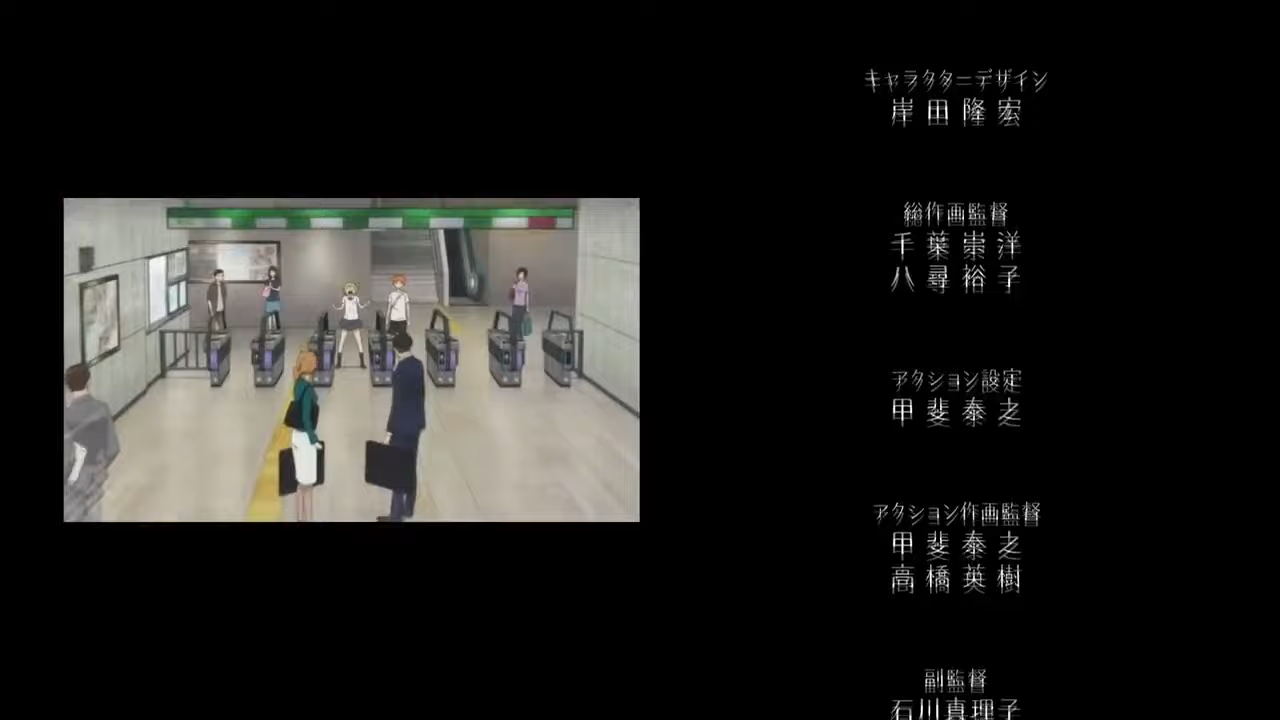 キャラクターデザイン
岸田隆宏
総作画監督
千葉崇洋
八尋裕子
アクション設定
甲斐泰之
アクション作画監督
甲斐泰之
高橋英樹
副監督
石川真理子